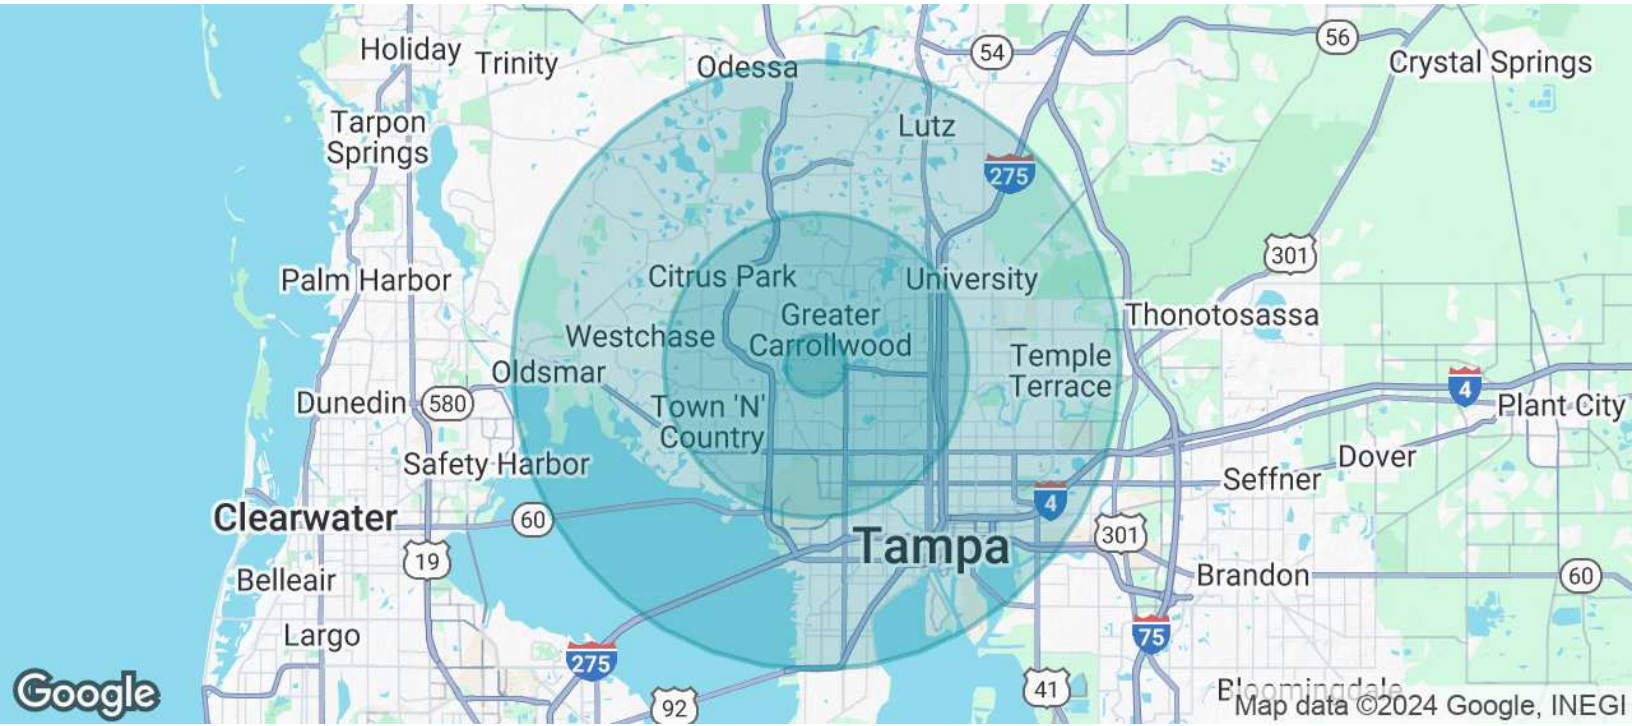 Holiday
Trinity
Odessa
54
56
Crystal Springs
Tarpon
Springs
Lutz
275
301
Palm Harbor
Citrus Park
University
Greater
Carrollwood
Thonotosassa
Westchase
Temple
Terrace
Oldsmar
4
Dunedin
580
Town 'N'
Country
Plant City
Safety Harbor
Dover
Seffner
4
Clearwater
60
301
Tampa
19
Belleair
Brandon
60
Largo
75
275
Google
41
92
Bloomingdale
Map data ©2024 Google, INEGI